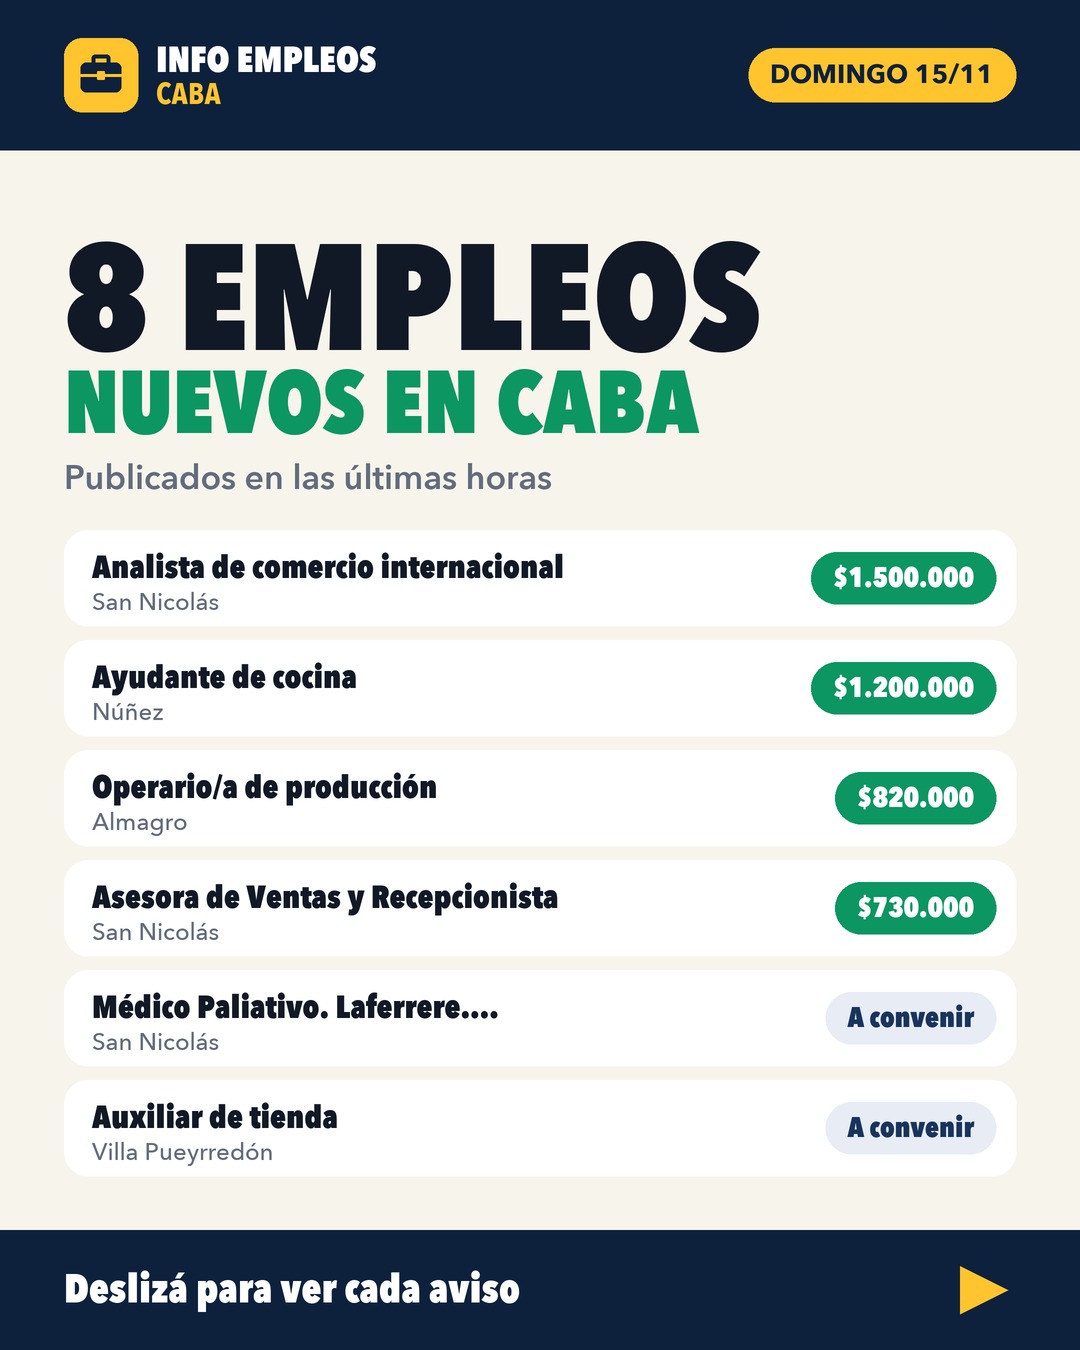 INFO EMPLEOS
CABA
DOMINGO 15/11
8 EMPLEOS
NUEVOS EN CABA
Publicados en las últimas horas
Analista de comercio internacional
San Nicolás
$1.500.000
Ayudante de cocina
Núñez
$1.200.000
Operario/a de producción
Almagro
$820.000
Asesora de Ventas y Recepcionista
San Nicolás
$730.000
Médico Paliativo. Laferrere....
San Nicolás
A convenir
Auxiliar de tienda
Villa Pueyrredón
A convenir
Deslizá para ver cada aviso